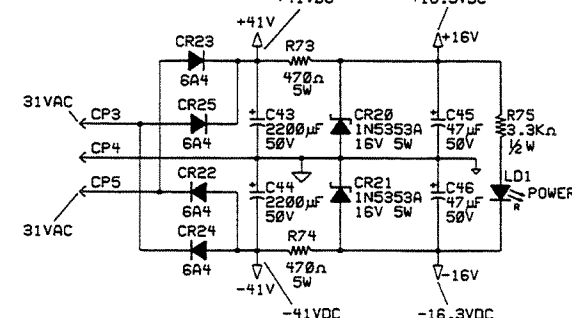 +41V
+16V
CR23
R73
6A4
470Ω
5W
31VAC
CP3
CR25
6A4
C43
2200µF
50V
CR20
1N5353A
16V 5W
C45
47µF
50V
R75
3.3KΩ
½W
CP4
CP5
CR22
6A4
C44
2200µF
50V
CR21
1N5353A
16V 5W
C46
47µF
50V
LD1
POWER
R
31VAC
CR24
6A4
R74
470Ω
5W
-41V
-16V
-41VDC
-16.3VDC